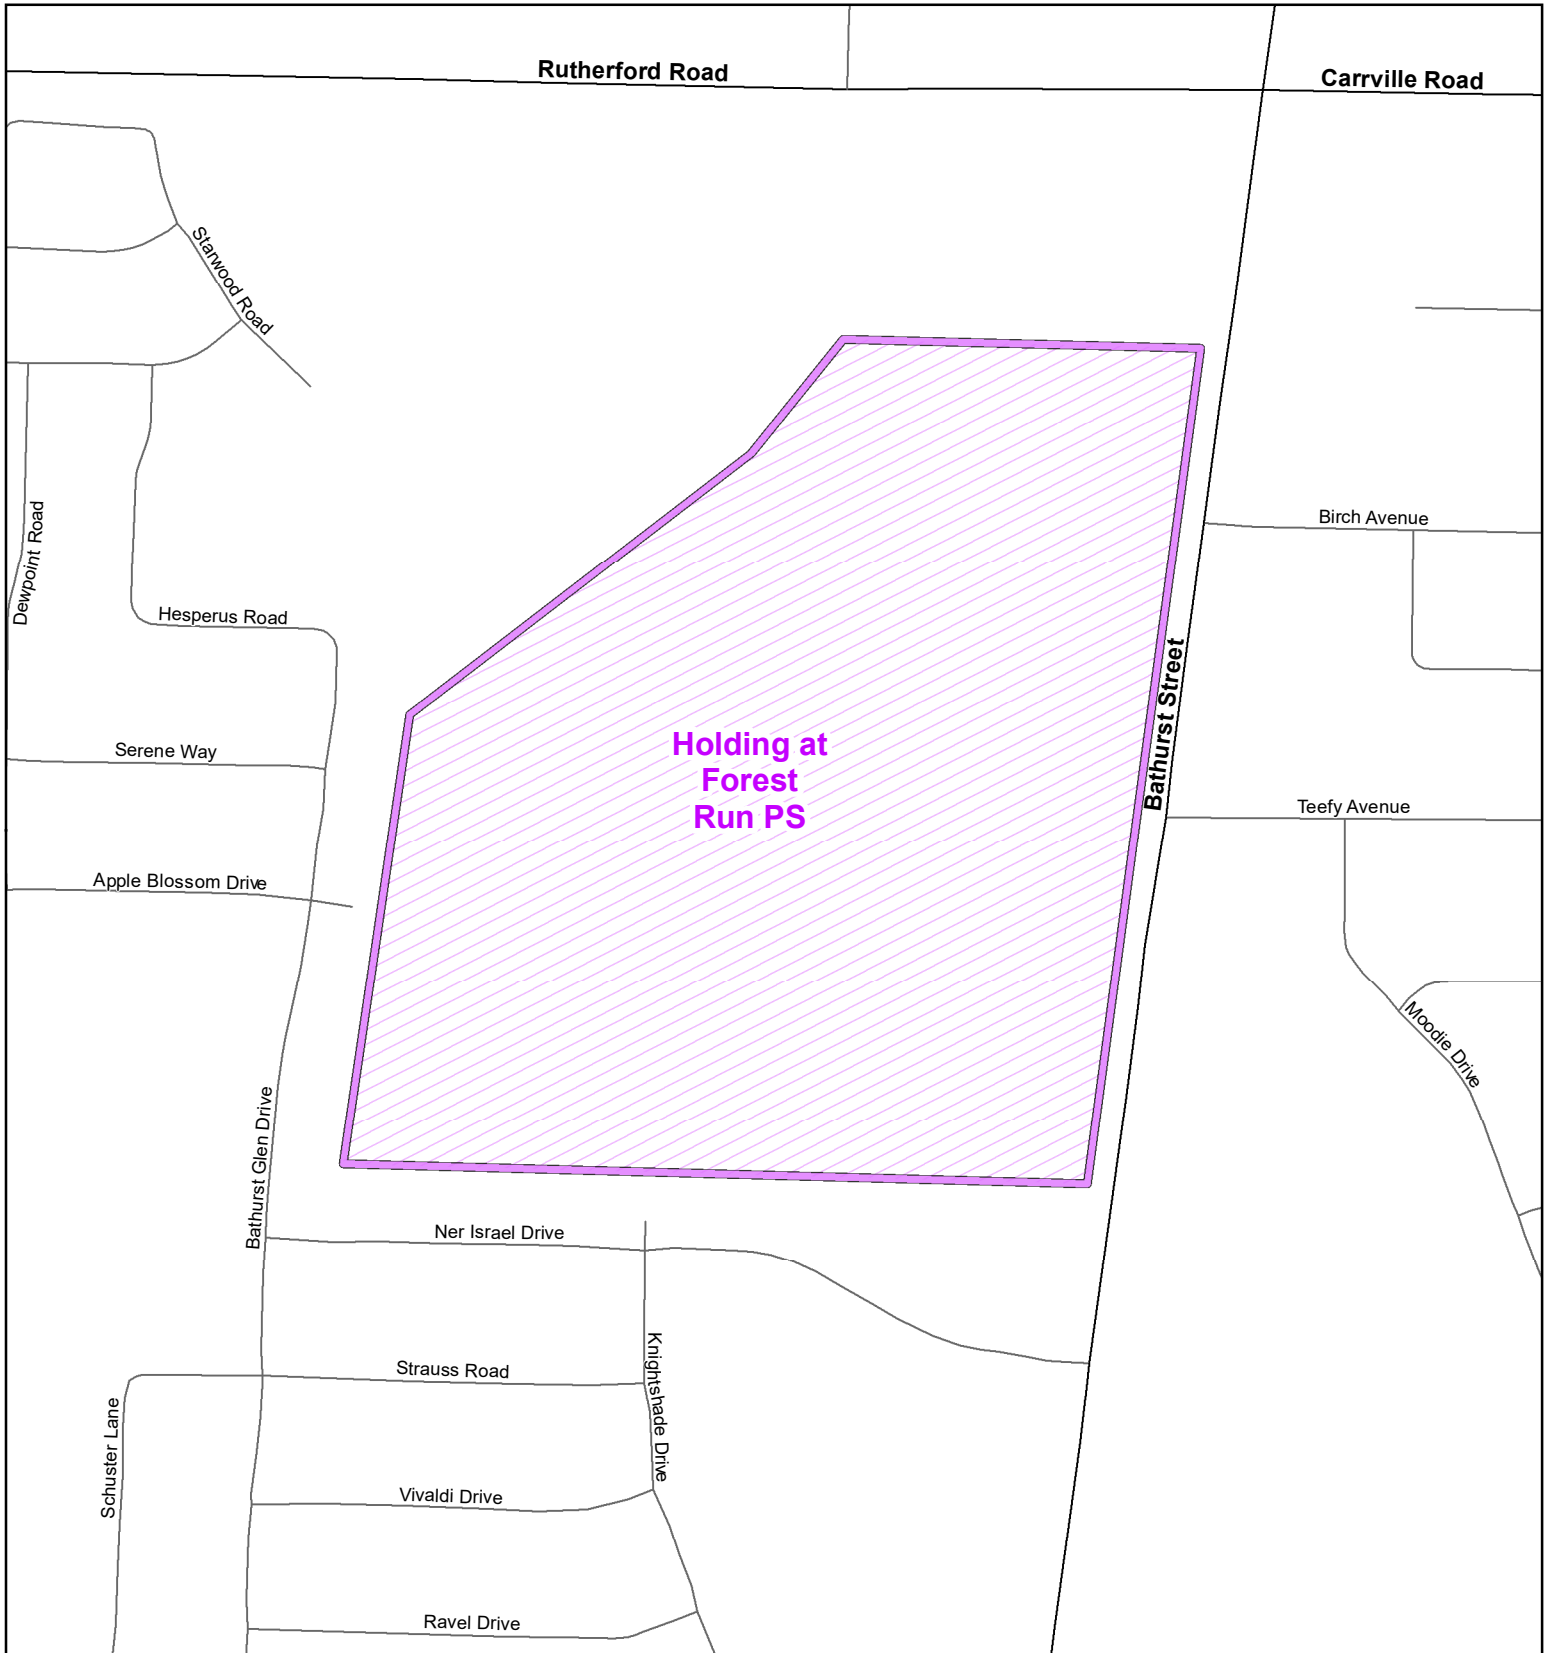 Rutherford Road
Carrville Road
Starwood Road
Dewpoint Road
Birch Avenue
Hesperus Road
Bathurst Street
Serene Way
Holding at
Forest
Run PS
Teefy Avenue
Apple Blossom Drive
Moodie Drive
Bathurst Glen Drive
Ner Israel Drive
Knightshade Drive
Strauss Road
Schuster Lane
Vivaldi Drive
Ravel Drive